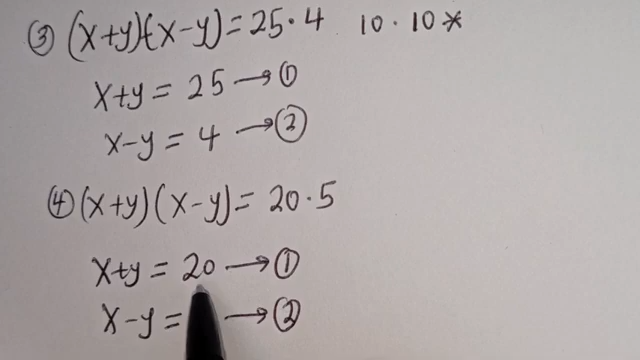 ③ (x+y)(x-y) = 25·4 10·10*
x+y = 25 → ①
x-y = 4 → ②
④ (x+y)(x-y) = 20·5
x+y = 20 → ①
x-y = → ②